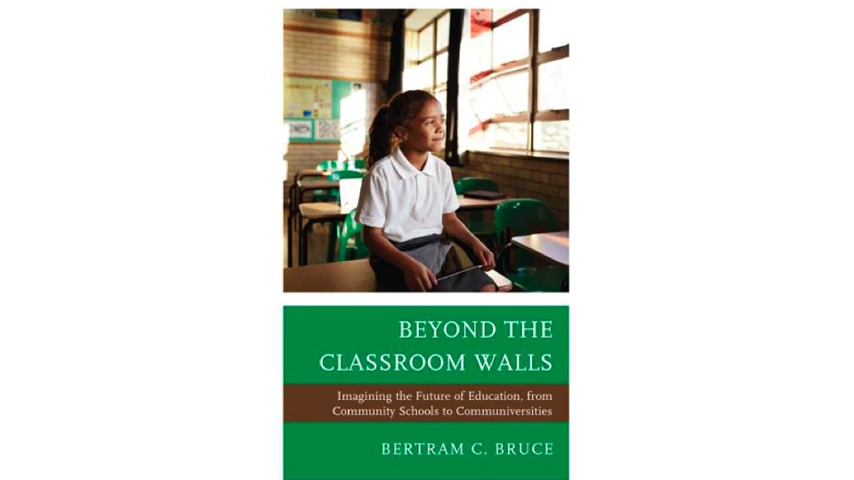 BEYOND THE
CLASSROOM WALLS
Imagining the Future of Education, from
Community Schools to Communiversities
BERTRAM C. BRUCE